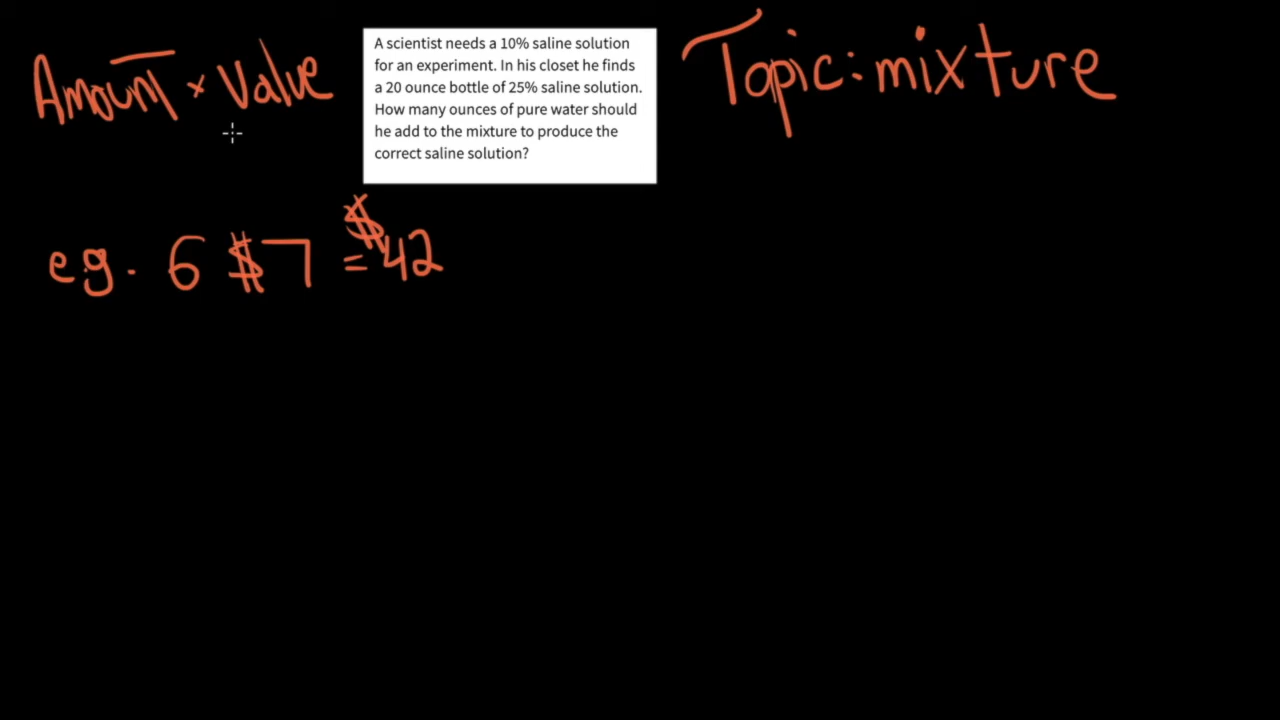 Amount × Value
A scientist needs a 10% saline solution
for an experiment. In his closet he finds
a 20 ounce bottle of 25% saline solution.
How many ounces of pure water should
he add to the mixture to produce the
correct saline solution?
Topic: mixture
eg. 6 $7 = $42